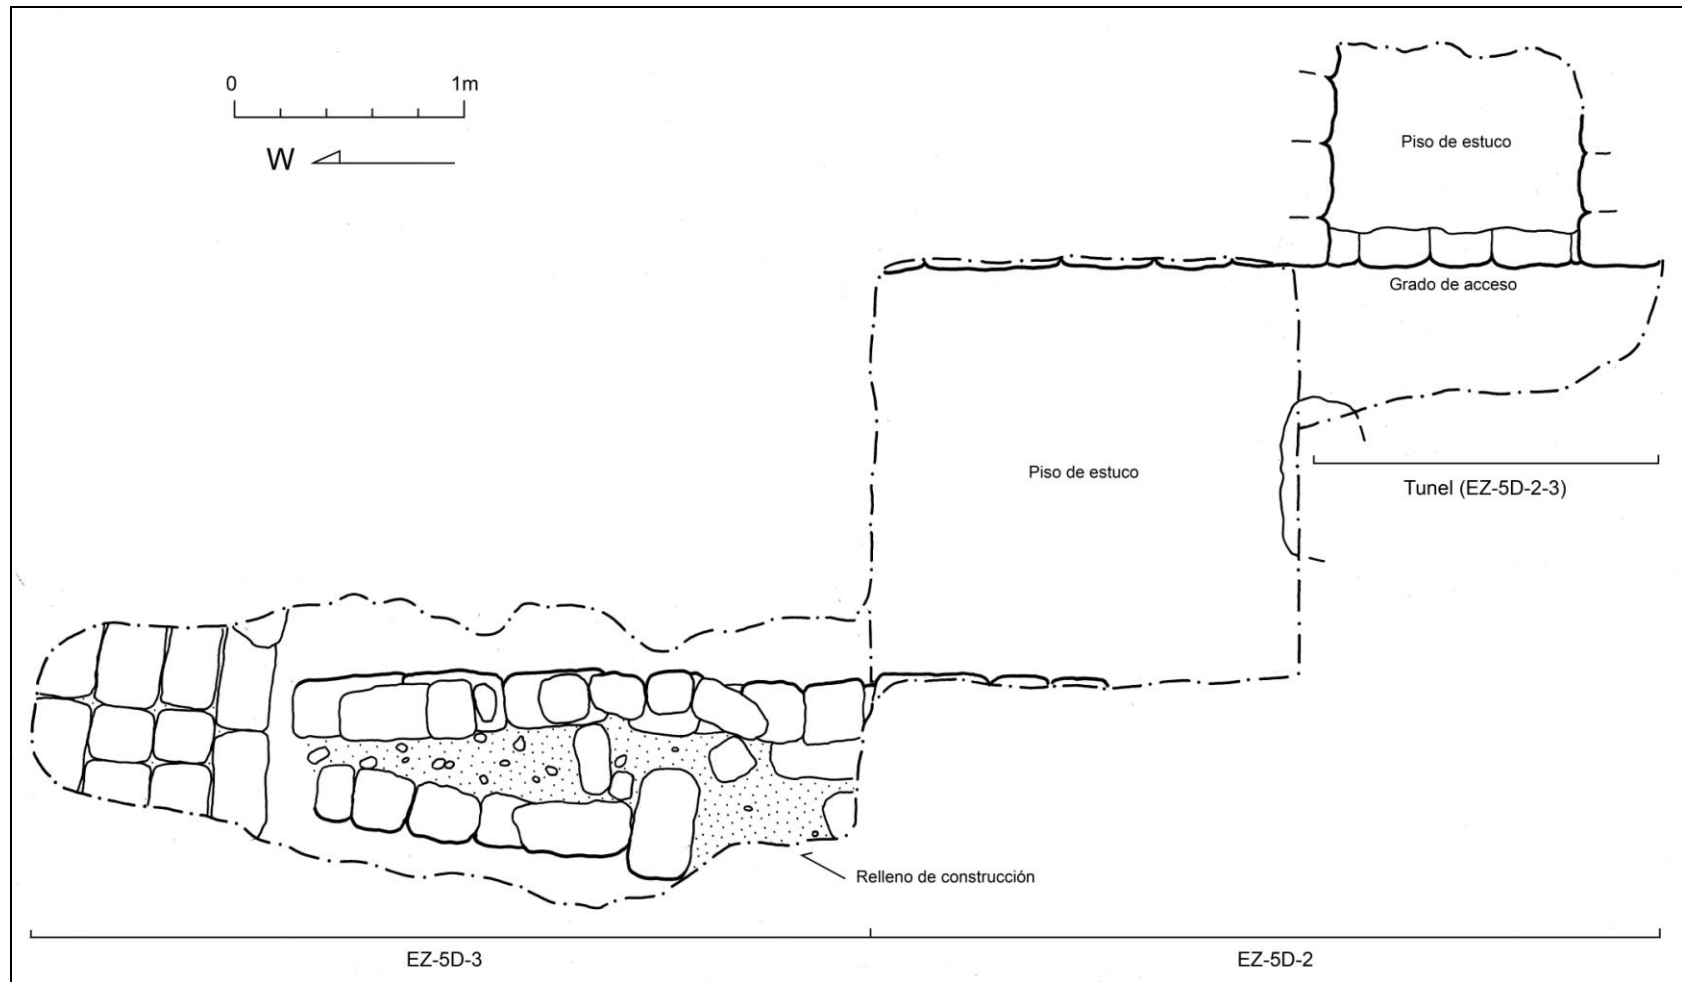 0 1m
W
Piso de estuco
Grado de acceso
Piso de estuco
Tunel (EZ-5D-2-3)
Relleno de construcción
EZ-5D-3
EZ-5D-2